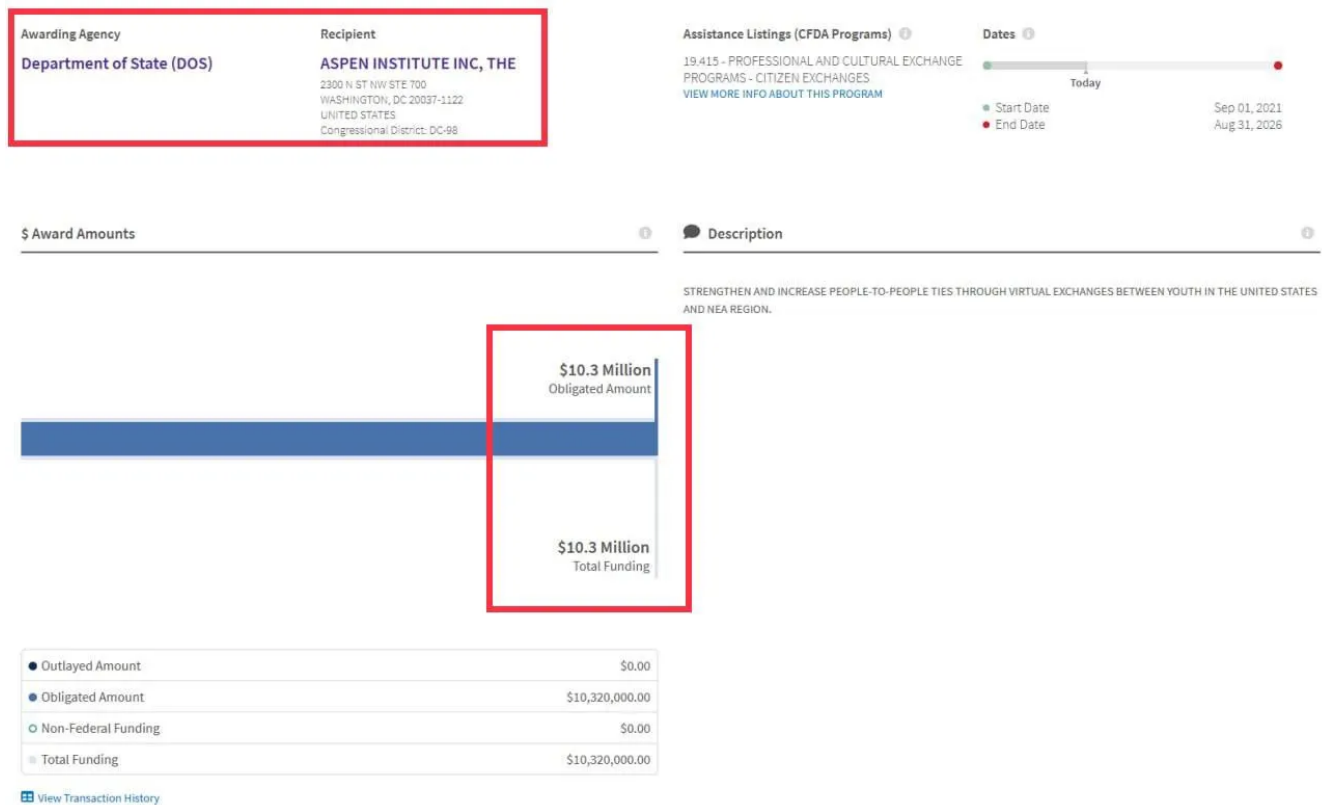 Awarding Agency
Department of State (DOS)
Recipient
ASPEN INSTITUTE INC, THE
2300 N ST NW STE 700
WASHINGTON, DC 20037-1122
UNITED STATES
Congressional District: DC-98
Assistance Listings (CFDA Programs)
19.415 - PROFESSIONAL AND CULTURAL EXCHANGE
PROGRAMS - CITIZEN EXCHANGES
VIEW MORE INFO ABOUT THIS PROGRAM
Dates
Today
Start Date Sep 01, 2021
End Date Aug 31, 2026
$ Award Amounts
$10.3 Million
Obligated Amount
$10.3 Million
Total Funding
Outlayed Amount $0.00
Obligated Amount $10,320,000.00
Non-Federal Funding $0.00
Total Funding $10,320,000.00
View Transaction History
Description
STRENGTHEN AND INCREASE PEOPLE-TO-PEOPLE TIES THROUGH VIRTUAL EXCHANGES BETWEEN YOUTH IN THE UNITED STATES
AND NEA REGION.